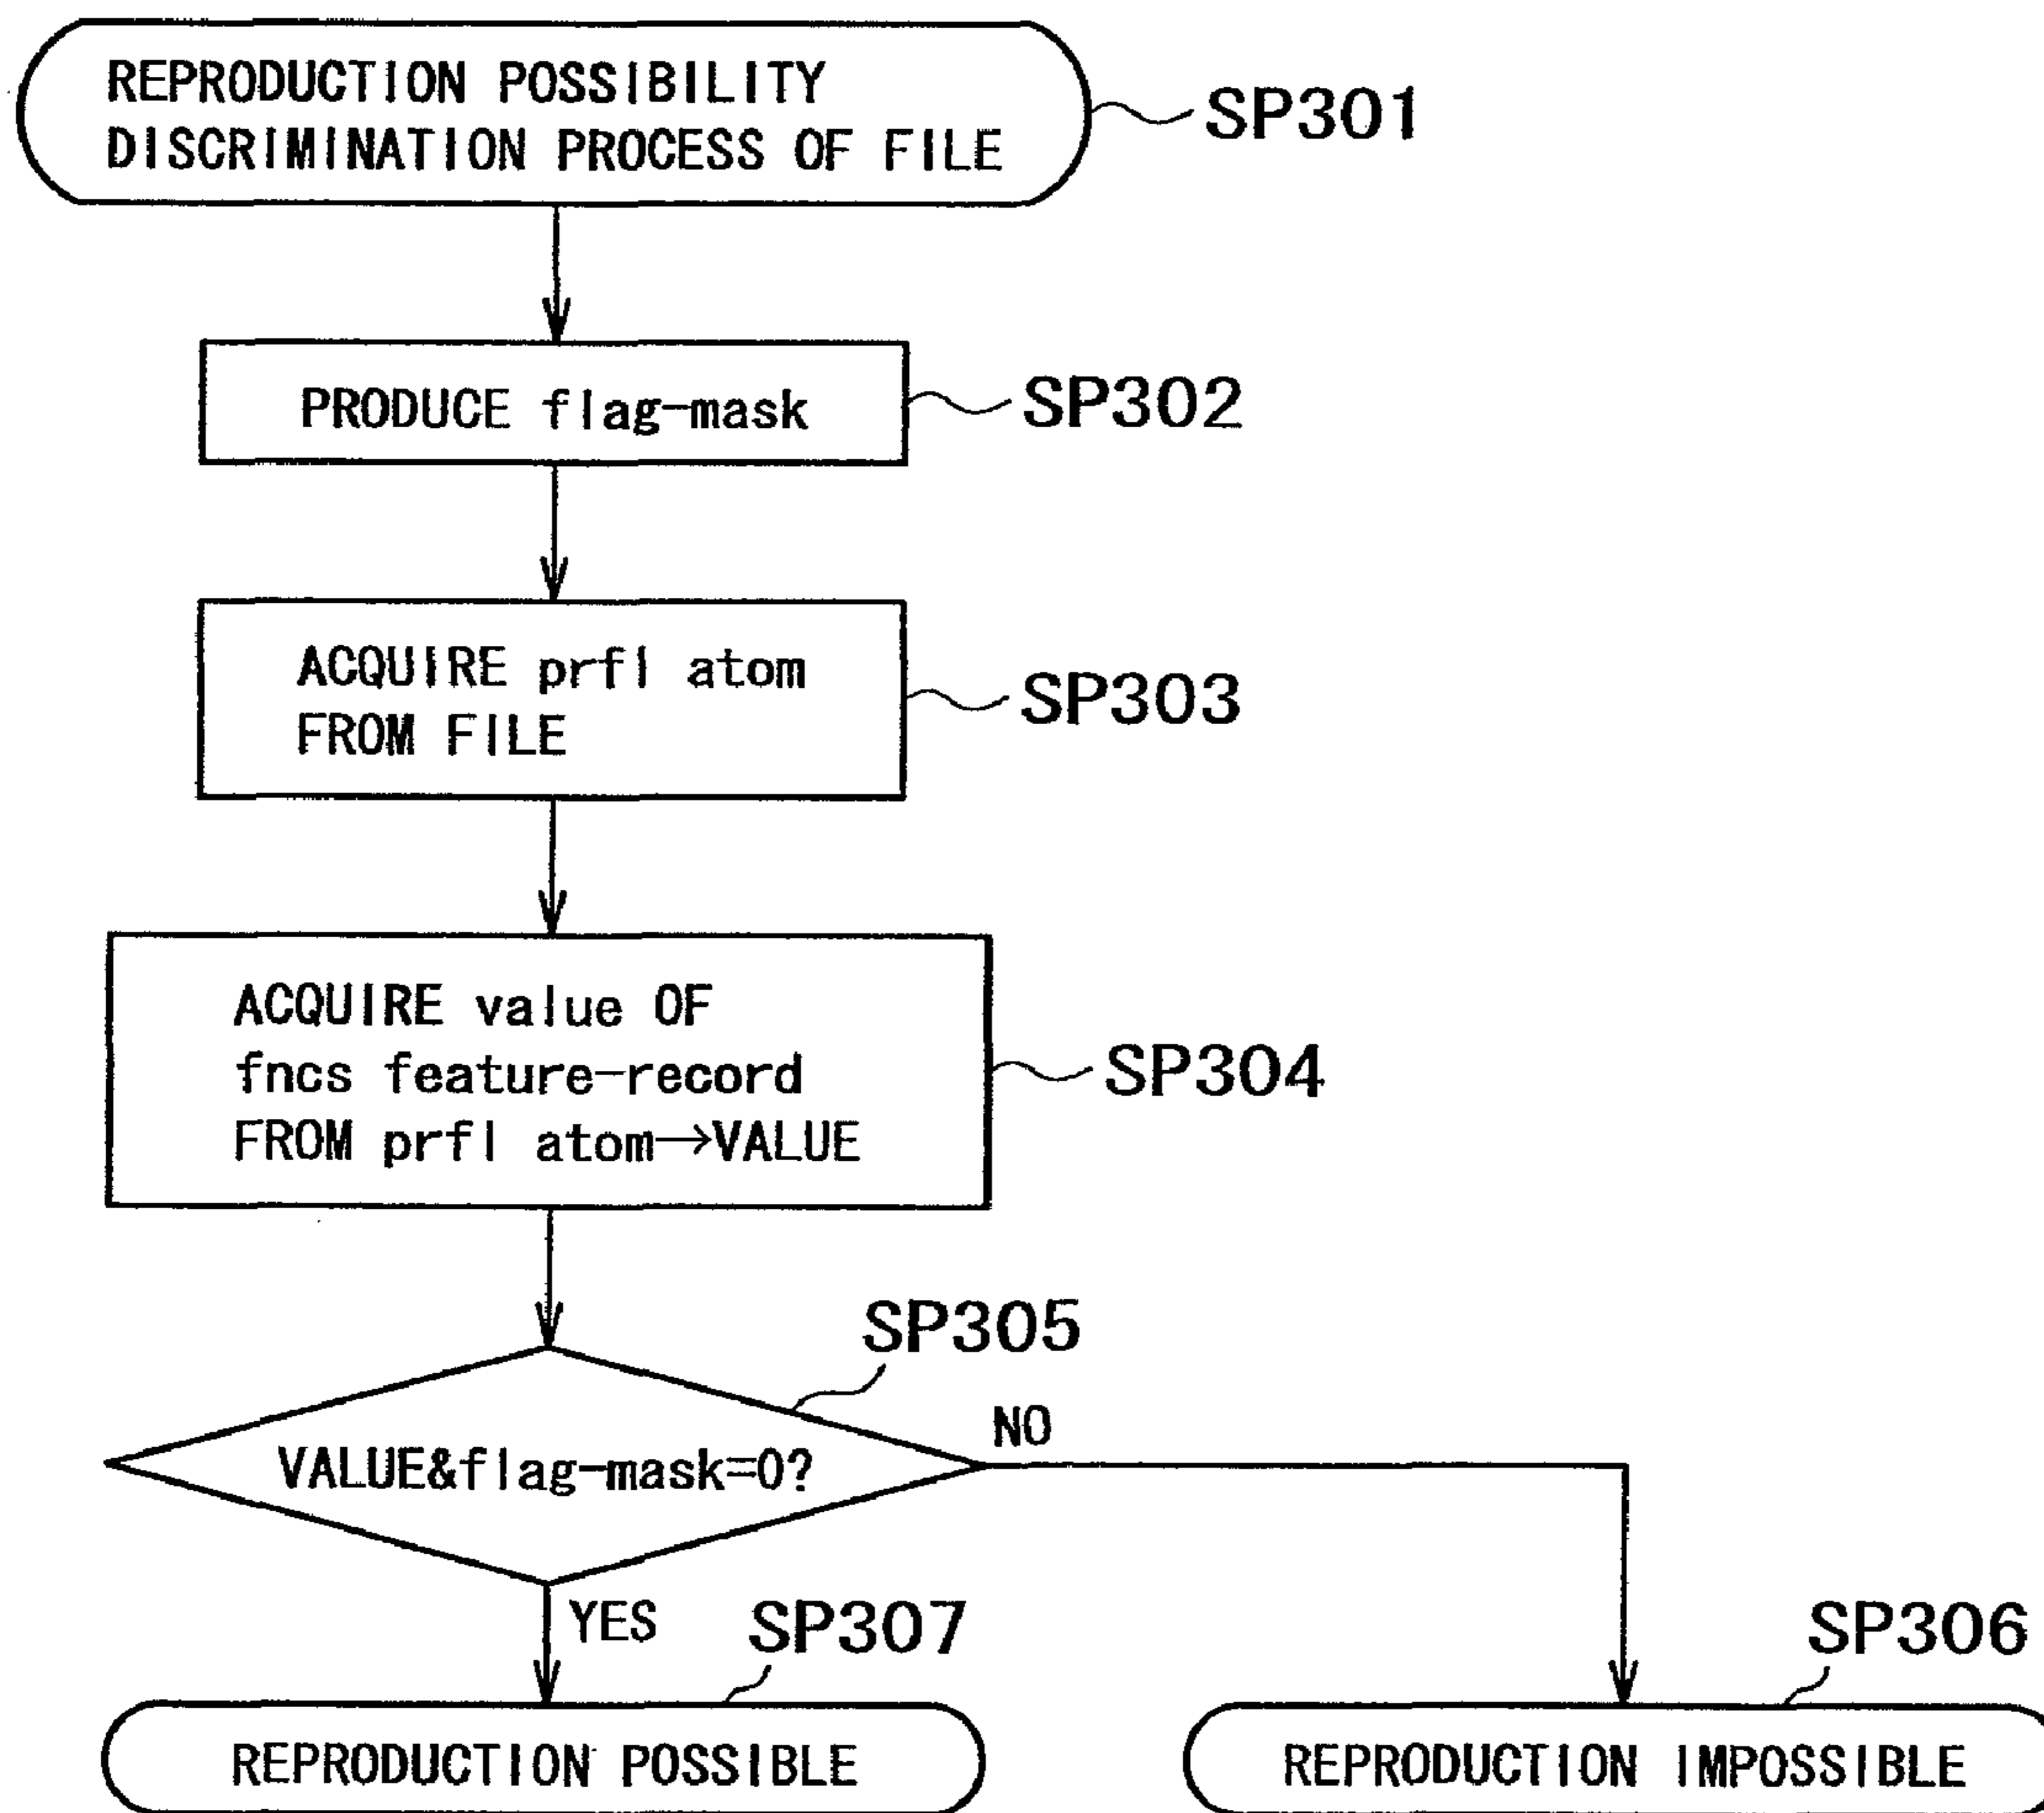 REPRODUCTION POSSIBILITY
DISCRIMINATION PROCESS OF FILE
SP301
PRODUCE flag-mask
SP302
ACQUIRE prfl atom
FROM FILE
SP303
ACQUIRE value OF
fncs feature-record
FROM prfl atom→VALUE
SP304
SP305
VALUE&flag-mask=0?
NO
YES
SP307
SP306
REPRODUCTION POSSIBLE
REPRODUCTION IMPOSSIBLE